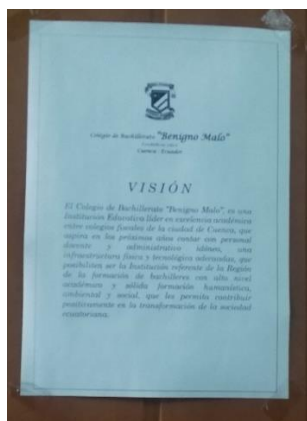 Colegio de Bachillerato "Benigno Malo"
Cuenca - Ecuador
VISIÓN
El Colegio de Bachillerato "Benigno Malo", es una
Institución Educativa líder en excelencia académica
entre colegios fiscales de la ciudad de Cuenca, que
aspira en los próximos años contar con personal
docente y administrativo idóneo, una
infraestructura física y tecnológica adecuadas, que
posibiliten ser la Institución referente de la Región
de la formación de bachilleres con alto nivel
académico y sólida formación humanística,
ambiental y social, que les permita contribuir
positivamente en la transformación de la sociedad
ecuatoriana.